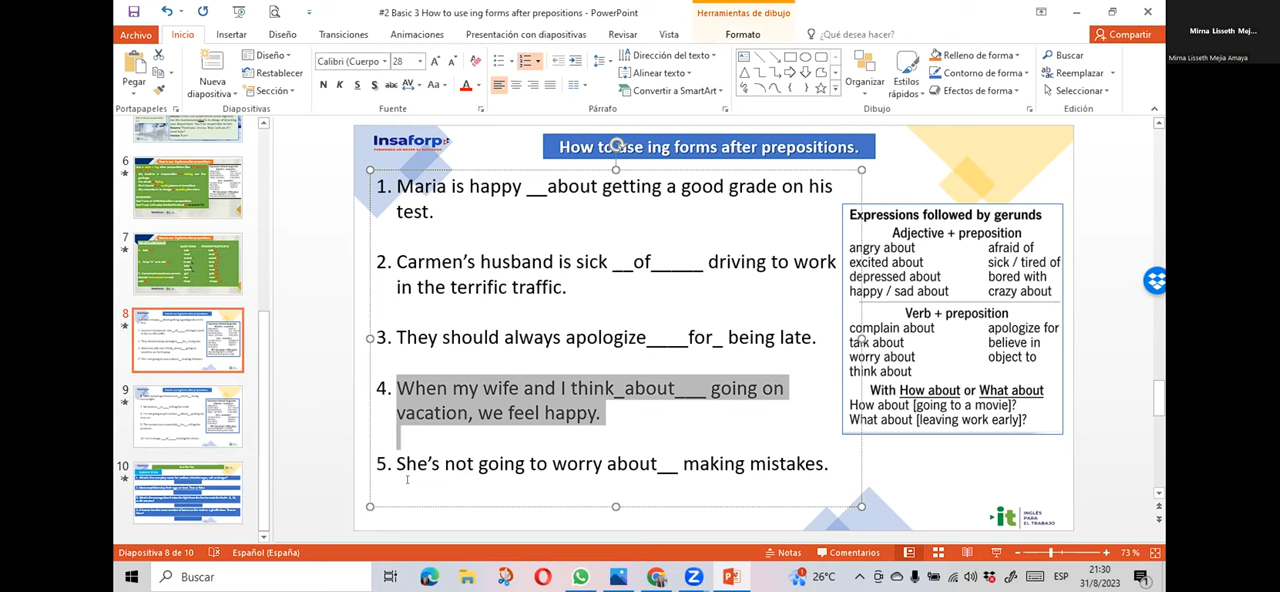 #2 Basic 3 How to use ing forms after prepositions - PowerPoint
Herramientas de dibujo
Archivo Inicio Insertar Diseño Transiciones Animaciones Presentación con diapositivas Revisar Vista Formato ¿Qué desea hacer? Compartir
Pegar
Nueva diapositiva
Diseño
Restablecer
Sección
Calibri (Cuerpo 28
N K S S abc AV Aa A
Dirección del texto
Alinear texto
Convertir a SmartArt
Organizar
Estilos rápidos
Relleno de forma
Contorno de forma
Efectos de forma
Buscar
Reemplazar
Seleccionar
Portapapeles Diapositivas Fuente Párrafo Dibujo Edición
Mirna Lisseth Mej...
Mirna Lisseth Mejia Amaya
6
7
8
9
10
Insaforp
How to use ing forms after prepositions.
1. Maria is happy __about getting a good grade on his
test.
2. Carmen's husband is sick __of_____ driving to work
in the terrific traffic.
3. They should always apologize____for_ being late.
4. When my wife and I think_about___ going on
vacation, we feel happy.
5. She's not going to worry about__ making mistakes.
Expressions followed by gerunds
Adjective + preposition
angry about afraid of
excited about sick / tired of
depressed about bored with
happy / sad about crazy about
Verb + preposition
complain about apologize for
talk about believe in
worry about object to
think about
With How about or What about
How about [going to a movie]?
What about [leaving work early]?
it INGLÉS
PARA
EL TRABAJO
Diapositiva 8 de 10 Español (España) Notas Comentarios 73 %
Buscar
26°C
ESP
21:30
31/8/2023
1